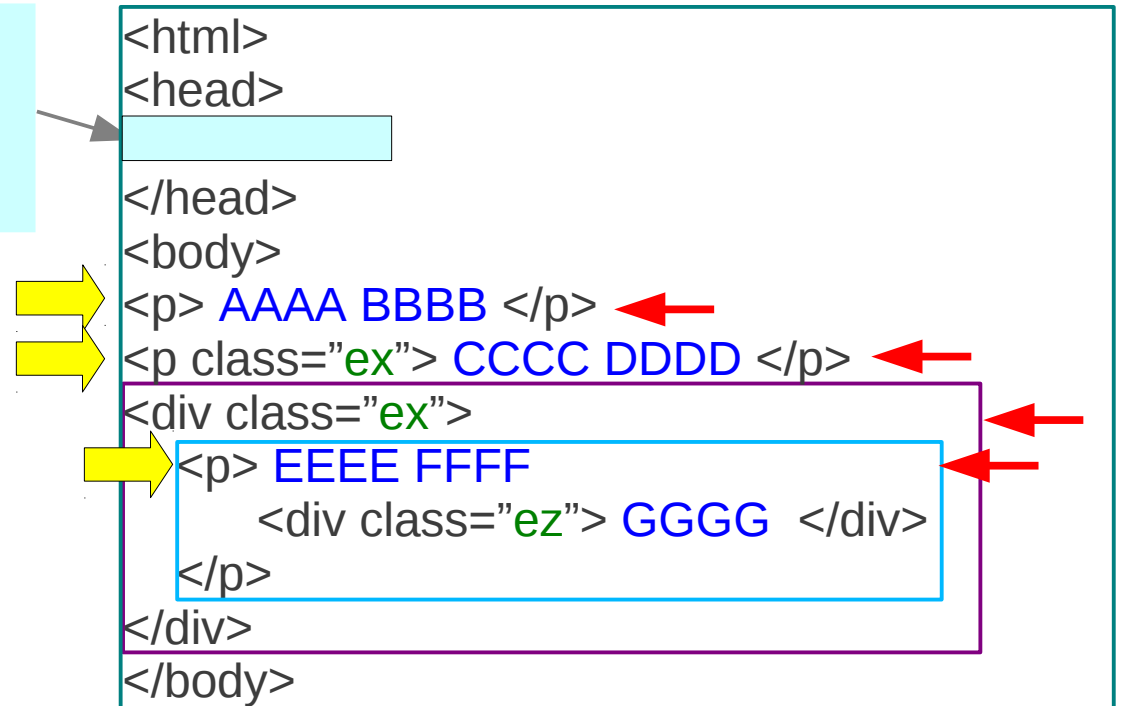 <html>
<head>
</head>
<body>
<p> AAAA BBBB </p>
<p class=”ex”> CCCC DDDD </p>
<div class=”ex”>
<p> EEEE FFFF
<div class=”ez”> GGGG </div>
</p>
</div>
</body>